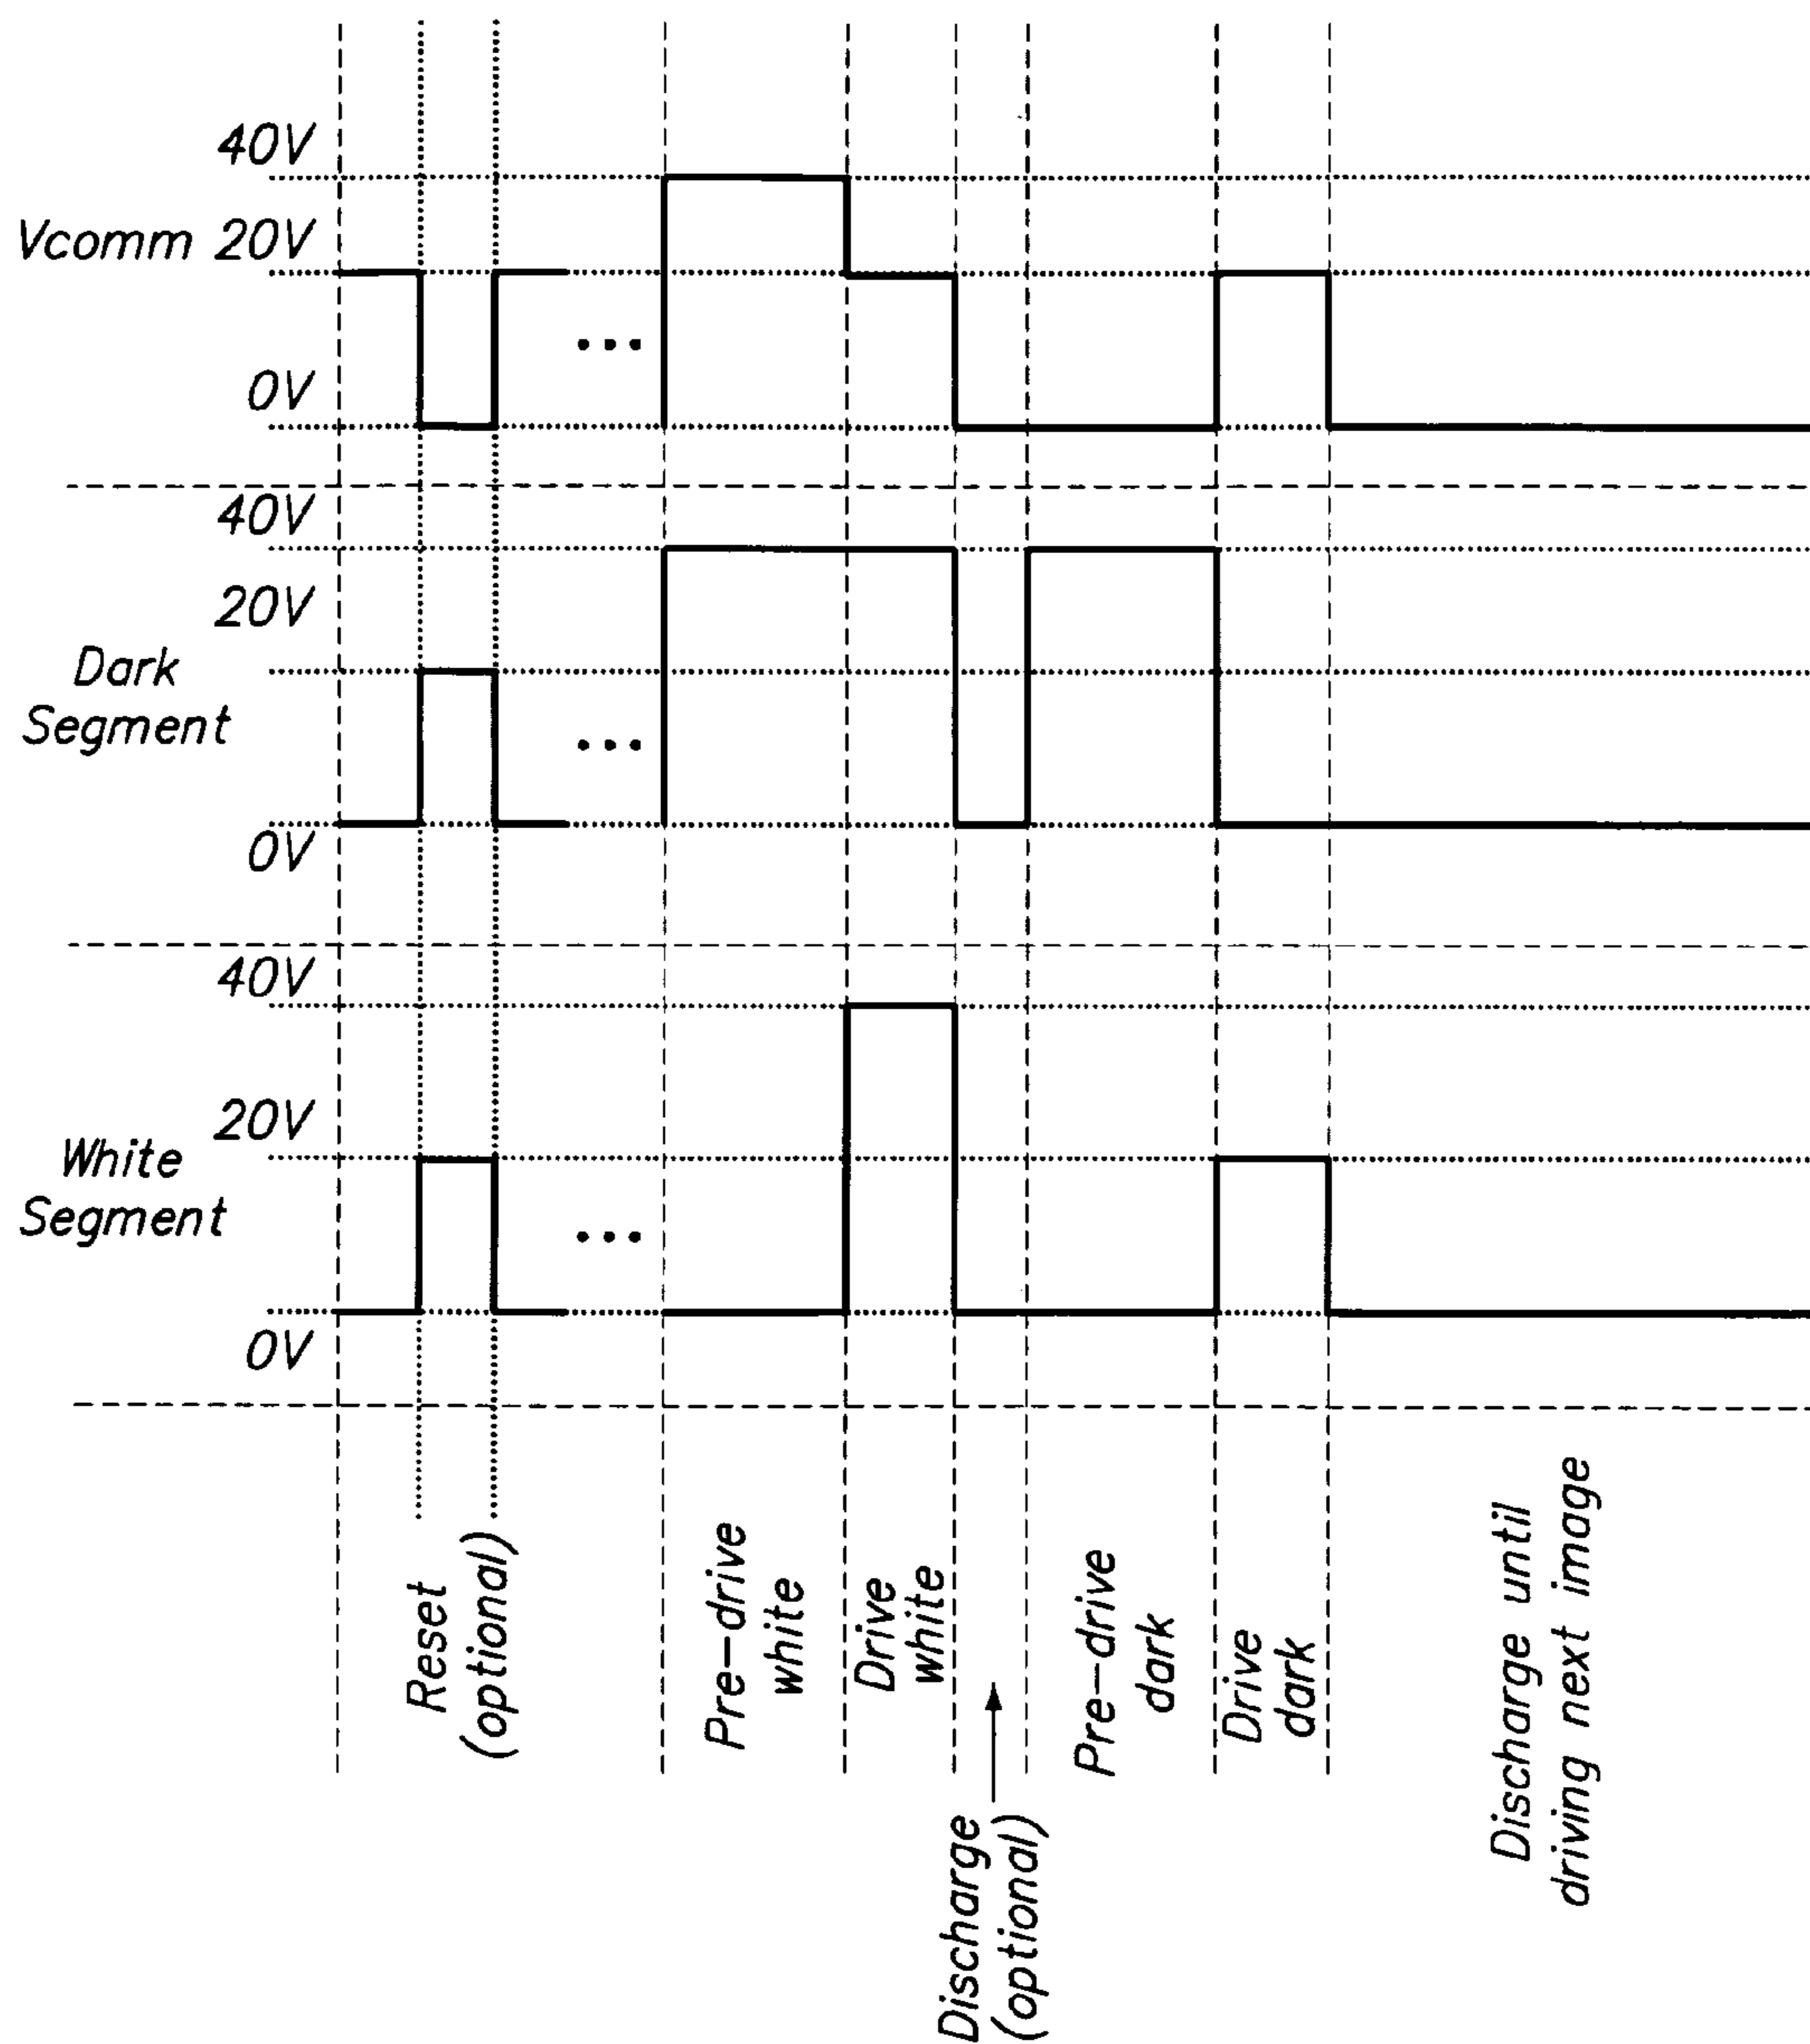 40V
Vcomm 20V
0V
40V
20V
Dark
Segment
0V
40V
20V
White
Segment
0V
Reset
(optional)
Pre-drive
white
Drive
white
Discharge
(optional)
Pre-drive
dark
Drive
dark
Discharge until
driving next image